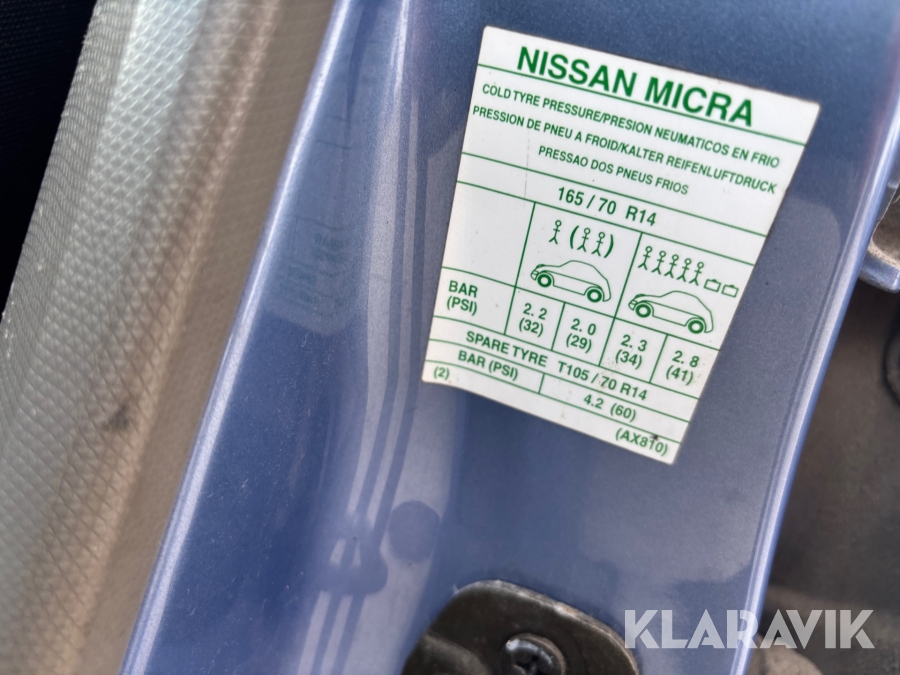 NISSAN MICRA
COLD TYRE PRESSURE/PRESION NEUMATICOS EN FRIO
PRESSION DE PNEU A FROID/KALTER REIFENLUFTDRUCK
PRESSAO DOS PNEUS FRIOS
165 / 70 R14
BAR (PSI) 2. 2 (32) 2. 0 (29) 2. 3 (34) 2. 8 (41)
SPARE TYRE T105 / 70 R14
BAR (PSI) 4.2 (60)
(2) (AX810)
KLARAVIK